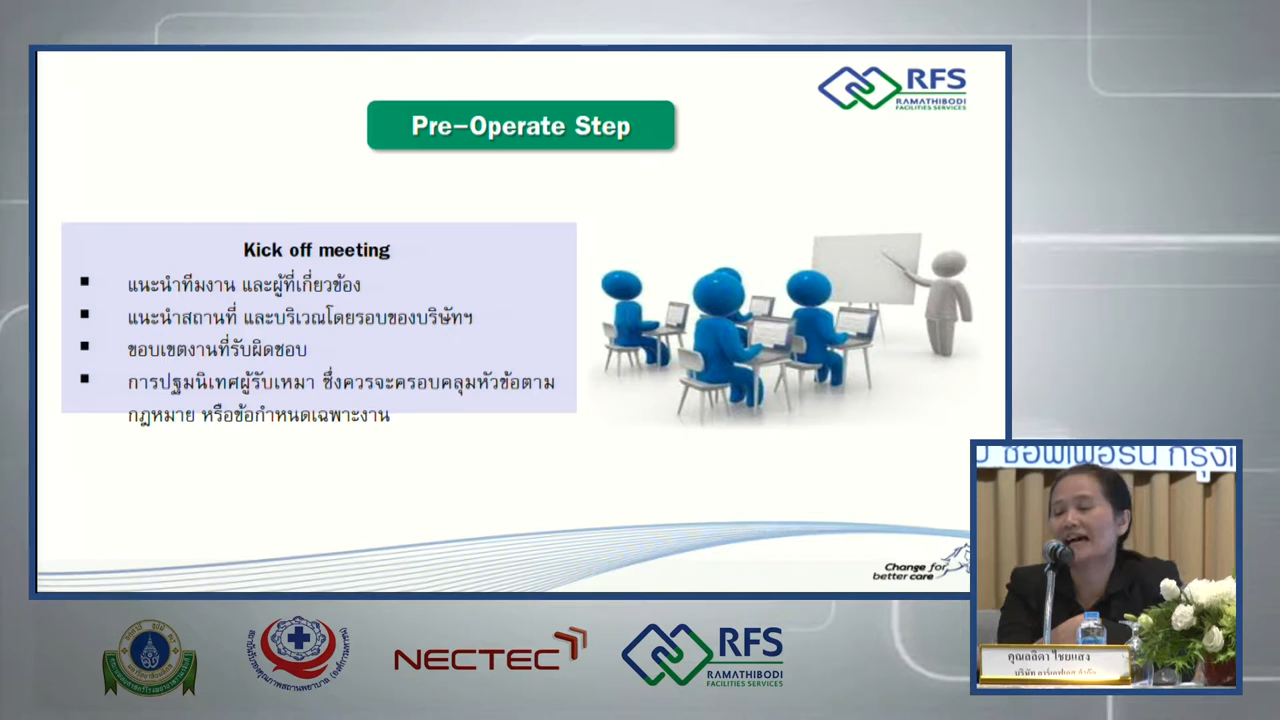 RFS
RAMATHIBODI
FACILITIES SERVICES
Pre-Operate Step
Kick off meeting
▪ แนะนำทีมงาน และผู้ที่เกี่ยวข้อง
▪ แนะนำสถานที่ และบริเวณโดยรอบของบริษัทฯ
▪ ขอบเขตงานที่รับผิดชอบ
▪ การปฐมนิเทศผู้รับเหมา ซึ่งควรจะครอบคลุมหัวข้อตาม
กฎหมาย หรือข้อกำหนดเฉพาะงาน
Change for
better care
คุณลลิดา ไชยแสง
NECTEC
RFS
RAMATHIBODI
FACILITIES SERVICES